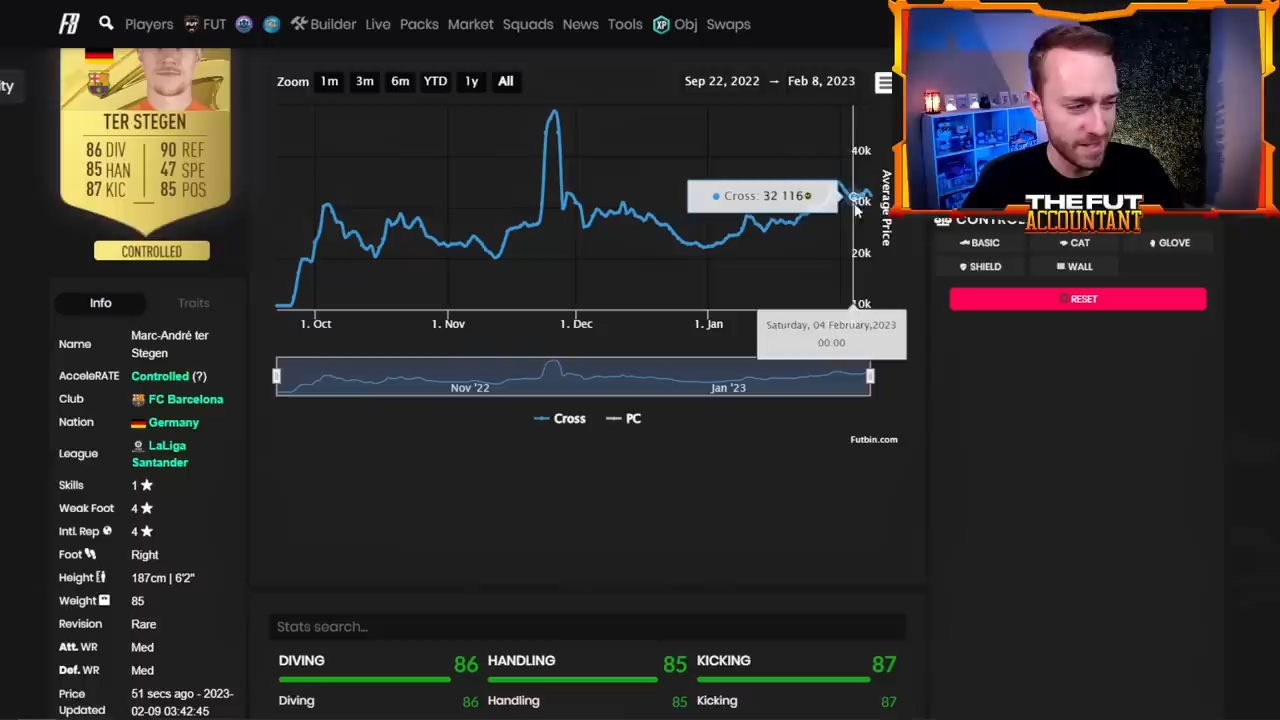 F8
Players
FUT
Builder
Live
Packs
Market
Squads
News
Tools
XP
Obj
Swaps
ty
TER STEGEN
86 DIV
90 REF
85 HAN
47 SPE
87 KIC
85 POS
CONTROLLED
Zoom 1m 3m 6m YTD 1y All
Sep 22, 2022 → Feb 8, 2023
40k
20k
Average Price
Cross: 32 116
1. Oct
1. Nov
1. Dec
1. Jan
Saturday, 04 February,2023
00:00
Nov '22
Jan '23
Cross
PC
Futbin.com
Info
Traits
Name
Marc-André ter
Stegen
AcceleRATE
Controlled (?)
Club
FC Barcelona
Nation
Germany
League
LaLiga
Santander
Skills
1
Weak Foot
4
Intl. Rep
4
Foot
Right
Height
187cm | 6'2"
Weight
85
Revision
Rare
Att. WR
Med
Def. WR
Med
Price
Updated
51 secs ago - 2023-
02-09 03:42:45
Stats search...
DIVING 86
HANDLING 85
KICKING 87
Diving 86
Handling 85
Kicking 87
THE FUT
ACCOUNTANT
BASIC
CAT
GLOVE
SHIELD
WALL
RESET